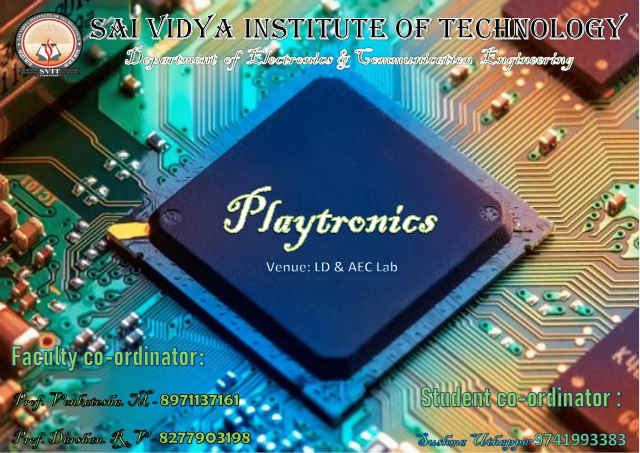 SAI VIDYA INSTITUTE OF TECHNOLOGY
Department of Electronics & Communication Engineering
SVIT
Playtronics
Venue: LD & AEC Lab
Faculty co-ordinator:
Prof. Venkatesha. M - 8971137161
Prof. Darshan. R. V - 8277903198
Student co-ordinator :
Sushma Uthappa - 9741993383